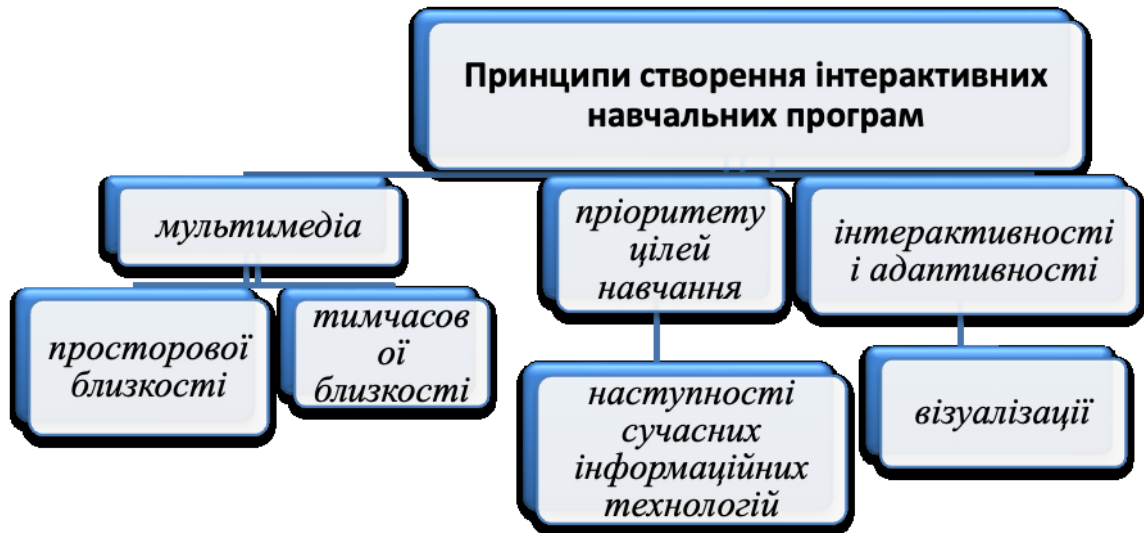 Принципи створення інтерактивних
навчальних програм
мультимедіа
просторової
близкості
тимчасов
ої
близкості
пріоритету
цілей
навчання
наступності
сучасних
інформаційних
технологій
інтерактивності
і адаптивності
візуалізації